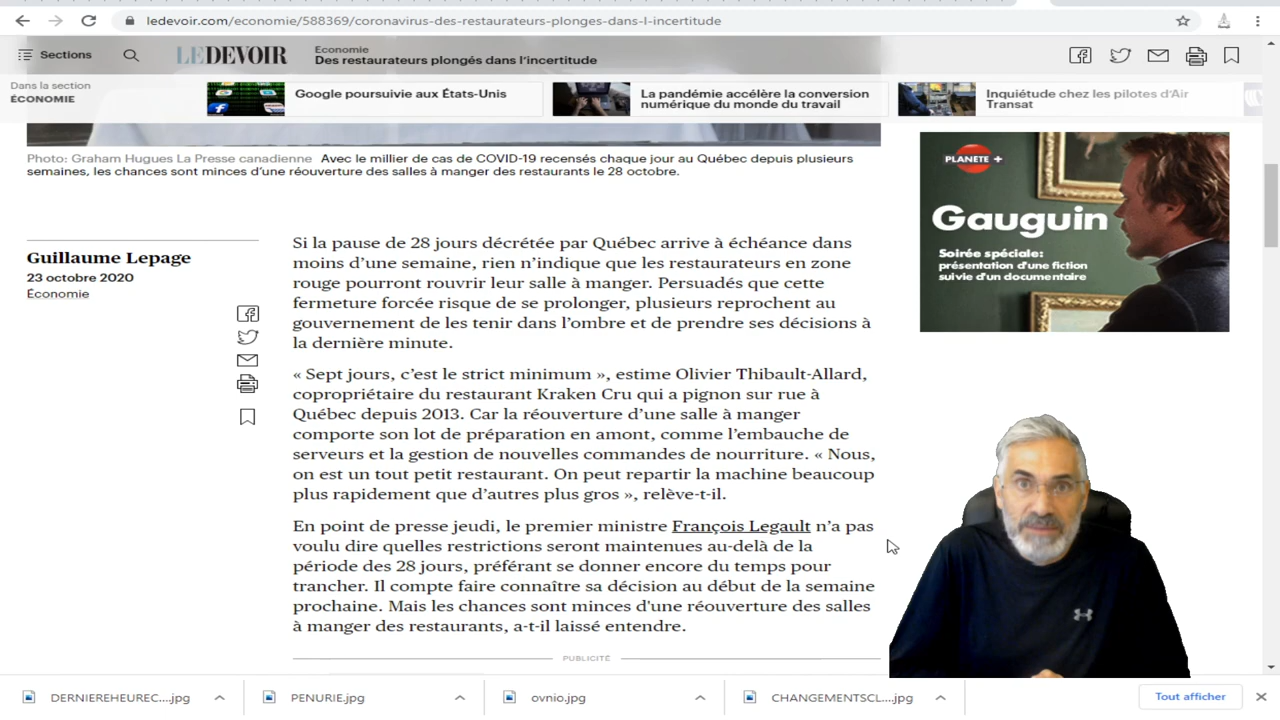 ledevoir.com/economie/588369/coronavirus-des-restaurateurs-plonges-dans-l-incertitude
Sections
LE DEVOIR
Économie
Des restaurateurs plongés dans l'incertitude
Dans la section
ÉCONOMIE
Google poursuivie aux États-Unis
La pandémie accélère la conversion
numérique du monde du travail
Inquiétude chez les pilotes d'Air
Transat
Photo: Graham Hugues La Presse canadienne Avec le millier de cas de COVID-19 recensés chaque jour au Québec depuis plusieurs
semaines, les chances sont minces d'une réouverture des salles à manger des restaurants le 28 octobre.
PLANETE +
Gauguin
Soirée spéciale:
présentation d'une fiction
suivie d'un documentaire
Guillaume Lepage
23 octobre 2020
Économie
Si la pause de 28 jours décrétée par Québec arrive à échéance dans
moins d'une semaine, rien n'indique que les restaurateurs en zone
rouge pourront rouvrir leur salle à manger. Persuadés que cette
fermeture forcée risque de se prolonger, plusieurs reprochent au
gouvernement de les tenir dans l'ombre et de prendre ses décisions à
la dernière minute.
« Sept jours, c'est le strict minimum », estime Olivier Thibault-Allard,
copropriétaire du restaurant Kraken Cru qui a pignon sur rue à
Québec depuis 2013. Car la réouverture d'une salle à manger
comporte son lot de préparation en amont, comme l'embauche de
serveurs et la gestion de nouvelles commandes de nourriture. « Nous,
on est un tout petit restaurant. On peut repartir la machine beaucoup
plus rapidement que d'autres plus gros », relève-t-il.
En point de presse jeudi, le premier ministre François Legault n'a pas
voulu dire quelles restrictions seront maintenues au-delà de la
période des 28 jours, préférant se donner encore du temps pour
trancher. Il compte faire connaître sa décision au début de la semaine
prochaine. Mais les chances sont minces d'une réouverture des salles
à manger des restaurants, a-t-il laissé entendre.
PUBLICITÉ
DERNIEREHEUREC....jpg
PENURIE.jpg
ovnio.jpg
CHANGEMENTSCL....jpg
Tout afficher